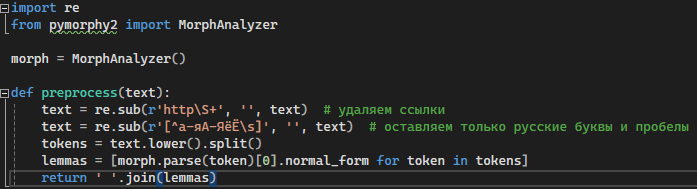 import re
from pymorphy2 import MorphAnalyzer
morph = MorphAnalyzer()
def preprocess(text):
    text = re.sub(r'http\S+', '', text)  # удаляем ссылки
    text = re.sub(r'[^а-яА-ЯёЁ\s]', '', text)  # оставляем только русские буквы и пробелы
    tokens = text.lower().split()
    lemmas = [morph.parse(token)[0].normal_form for token in tokens]
    return ' '.join(lemmas)